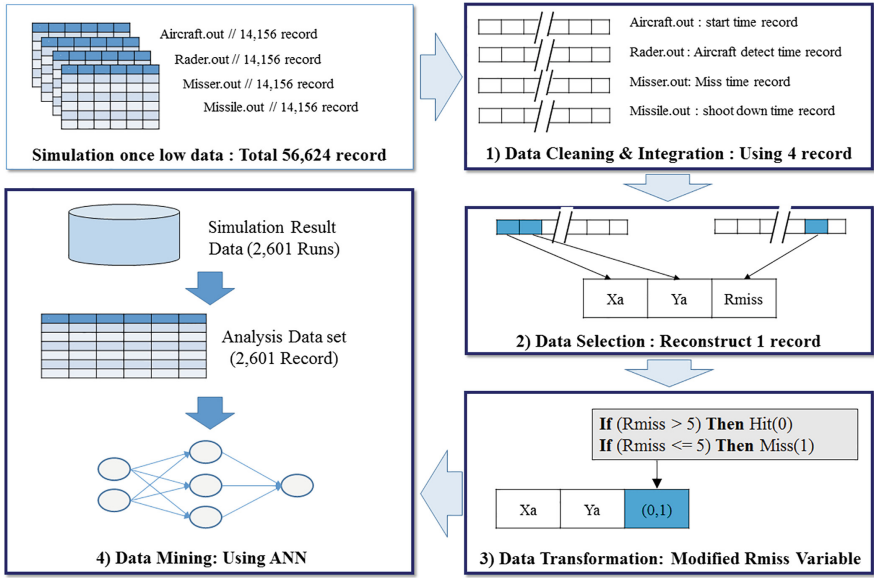 Aircraft.out // 14,156 record
Rader.out // 14,156 record
Misser.out // 14,156 record
Missile.out // 14,156 record
Simulation once low data : Total 56,624 record
Aircraft.out : start time record
Rader.out : Aircraft detect time record
Misser.out: Miss time record
Missile.out : shoot down time record
1) Data Cleaning & Integration : Using 4 record
Xa Ya Rmiss
2) Data Selection : Reconstruct 1 record
If (Rmiss > 5) Then Hit(0)
If (Rmiss <= 5) Then Miss(1)
Xa Ya (0,1)
3) Data Transformation: Modified Rmiss Variable
Simulation Result
Data (2,601 Runs)
Analysis Data set
(2,601 Record)
4) Data Mining: Using ANN